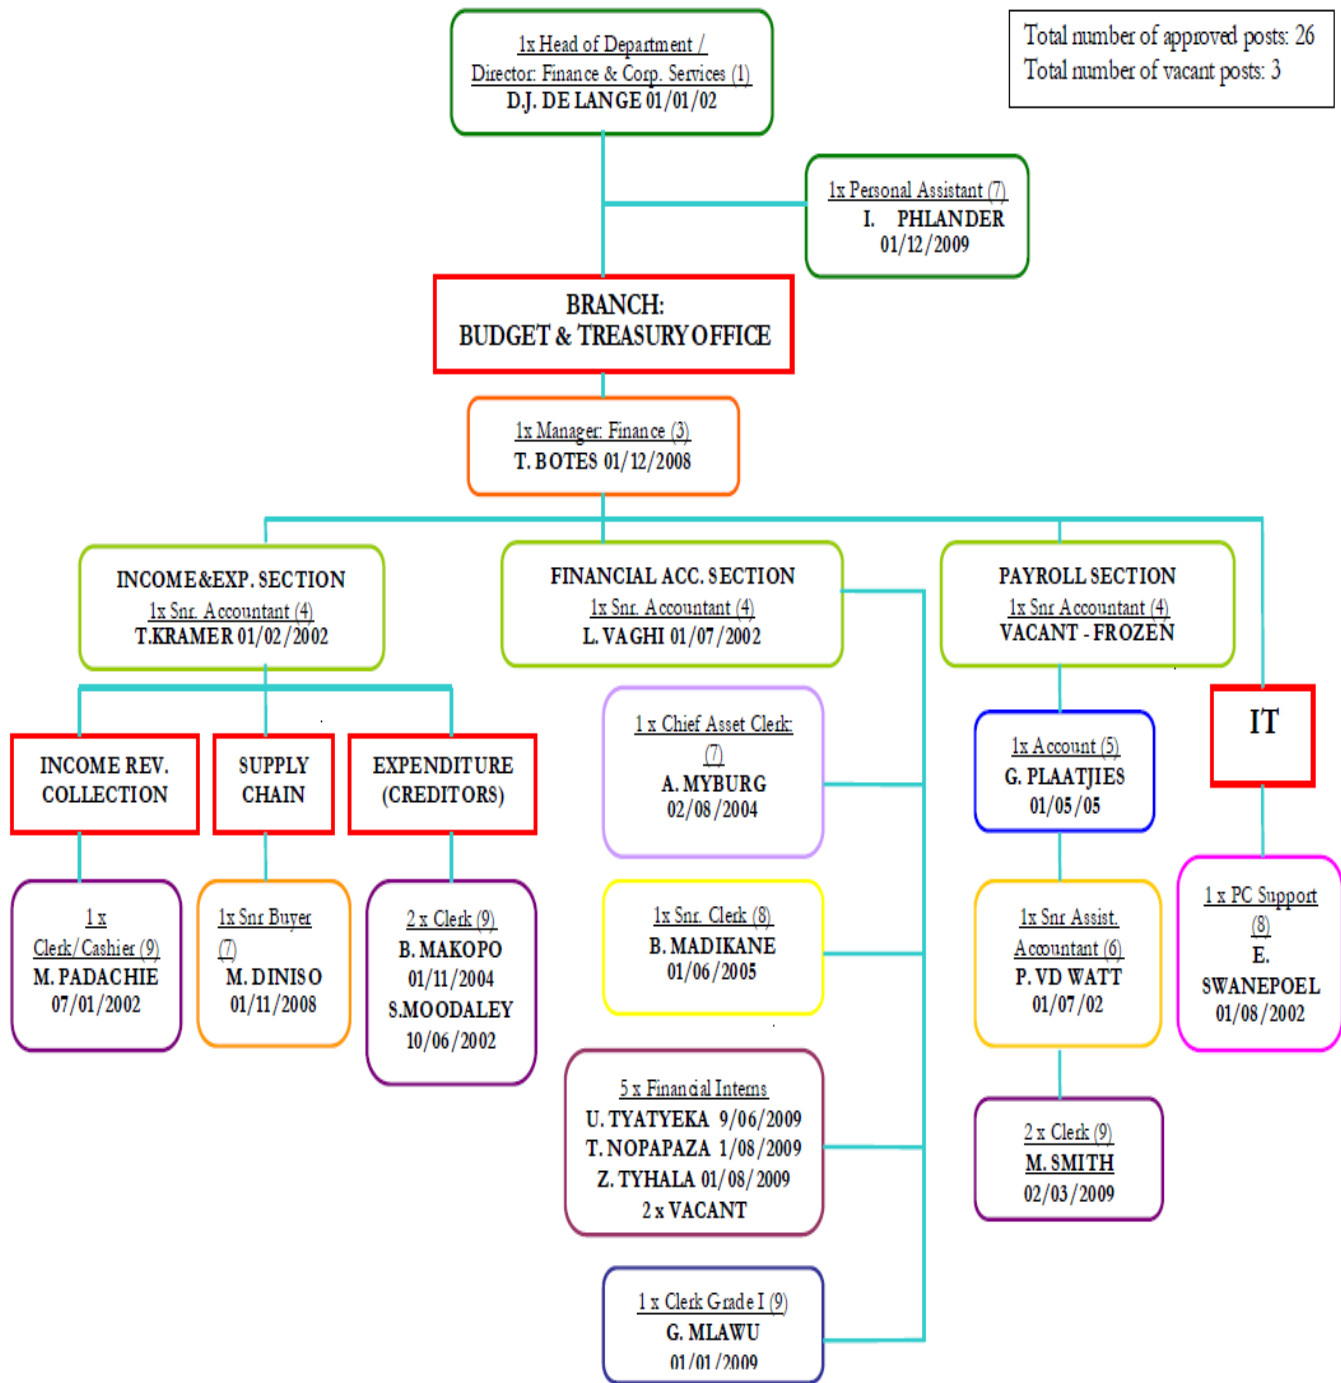 1x Head of Department /
Director: Finance & Corp. Services (1)
D.J. DE LANGE 01/01/02
Total number of approved posts: 26
Total number of vacant posts: 3
1x Personal Assistant (7)
I. PHLANDER
01/12/2009
BRANCH:
BUDGET & TREASURY OFFICE
1x Manager: Finance (3)
T. BOTES 01/12/2008
INCOME&EXP. SECTION
1x Snr. Accountant (4)
T.KRAMER 01/02/2002
FINANCIAL ACC. SECTION
1x Snr. Accountant (4)
L. VAGHI 01/07/2002
PAYROLL SECTION
1x Snr Accountant (4)
VACANT - FROZEN
INCOME REV.
COLLECTION
SUPPLY
CHAIN
EXPENDITURE
(CREDITORS)
1 x Chief Asset Clerk:
(7)
A. MYBURG
02/08/2004
1x Account (5)
G. PLAATJIES
01/05/05
IT
1 x
Clerk/Cashier (9)
M. PADACHIE
07/01/2002
1x Snr Buyer
(7)
M. DINISO
01/11/2008
2 x Clerk (9)
B. MAKOPO
01/11/2004
S.MOODALEY
10/06/2002
1x Snr. Clerk (8)
B. MADIKANE
01/06/2005
1x Snr Assist.
Accountant (6)
P. VD WATT
01/07/02
1 x PC Support
(8)
E.
SWANEPOEL
01/08/2002
5 x Financial Interns
U. TYATYEKA 9/06/2009
T. NOPAPAZA 1/08/2009
Z. TYHALA 01/08/2009
2 x VACANT
2 x Clerk (9)
M. SMITH
02/03/2009
1 x Clerk Grade I (9)
G. MLAWU
01/01/2009